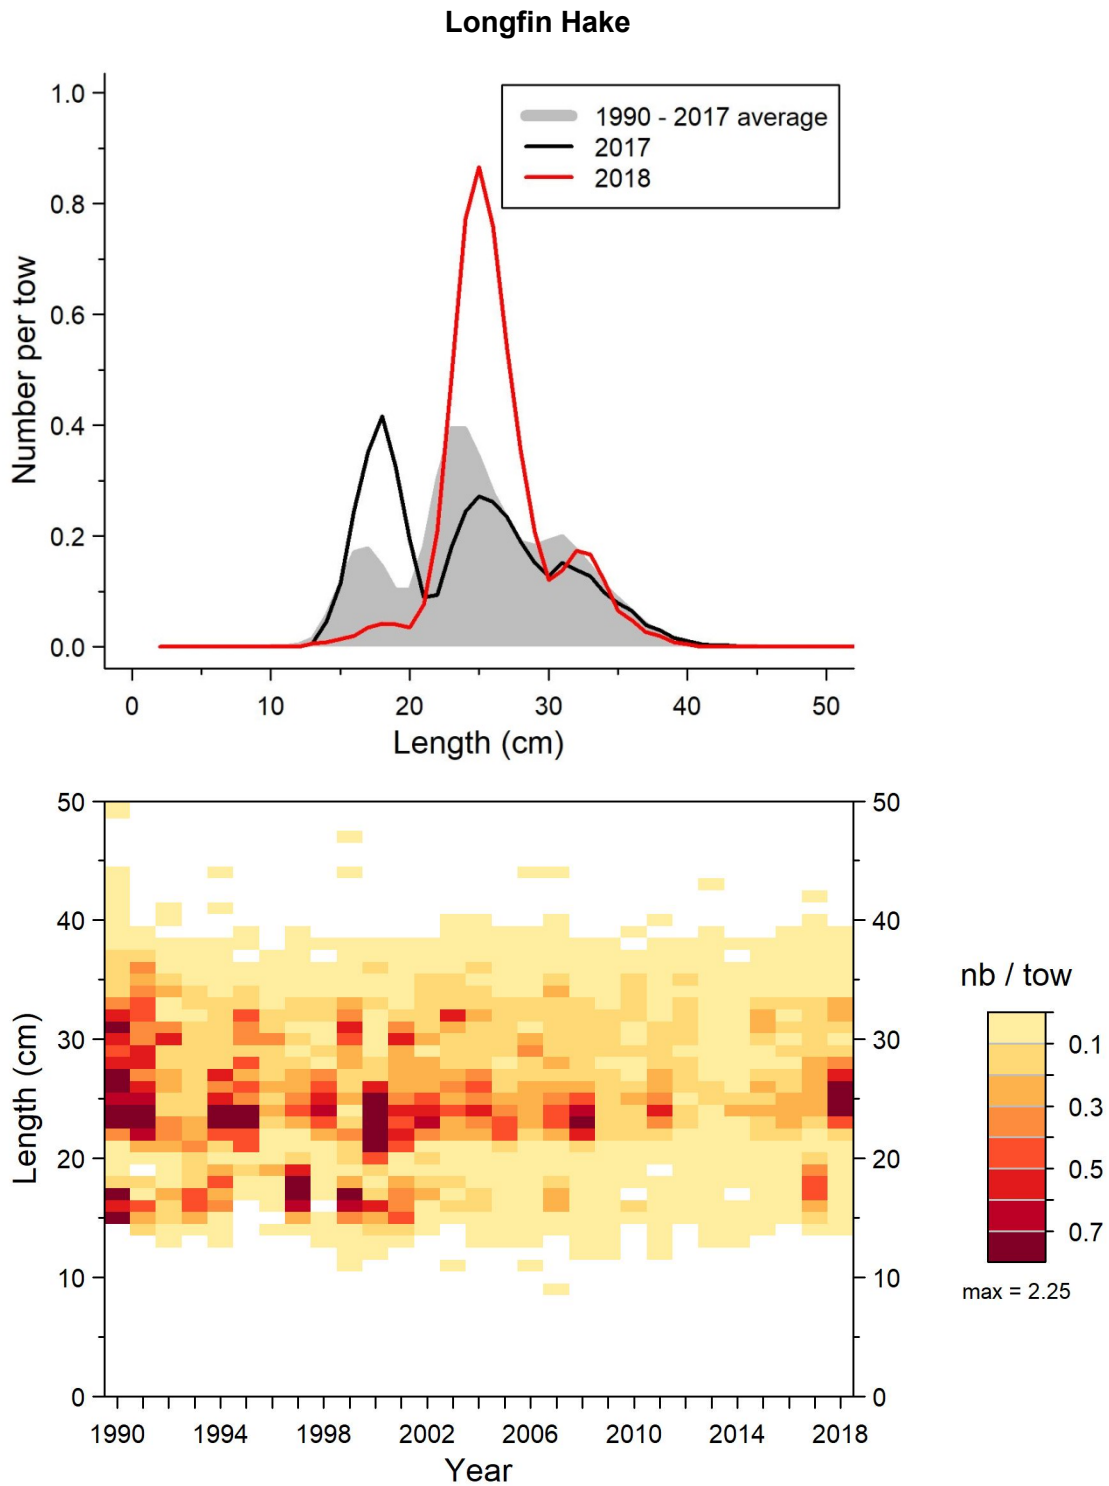 Longfin Hake
1.0
0.8
0.6
0.4
0.2
0.0
Number per tow
1990 - 2017 average
2017
2018
0 10 20 30 40 50
Length (cm)
50
40
30
20
10
0
Length (cm)
50
40
30
20
10
0
1990 1994 1998 2002 2006 2010 2014 2018
Year
nb / tow
0.1
0.3
0.5
0.7
max = 2.25